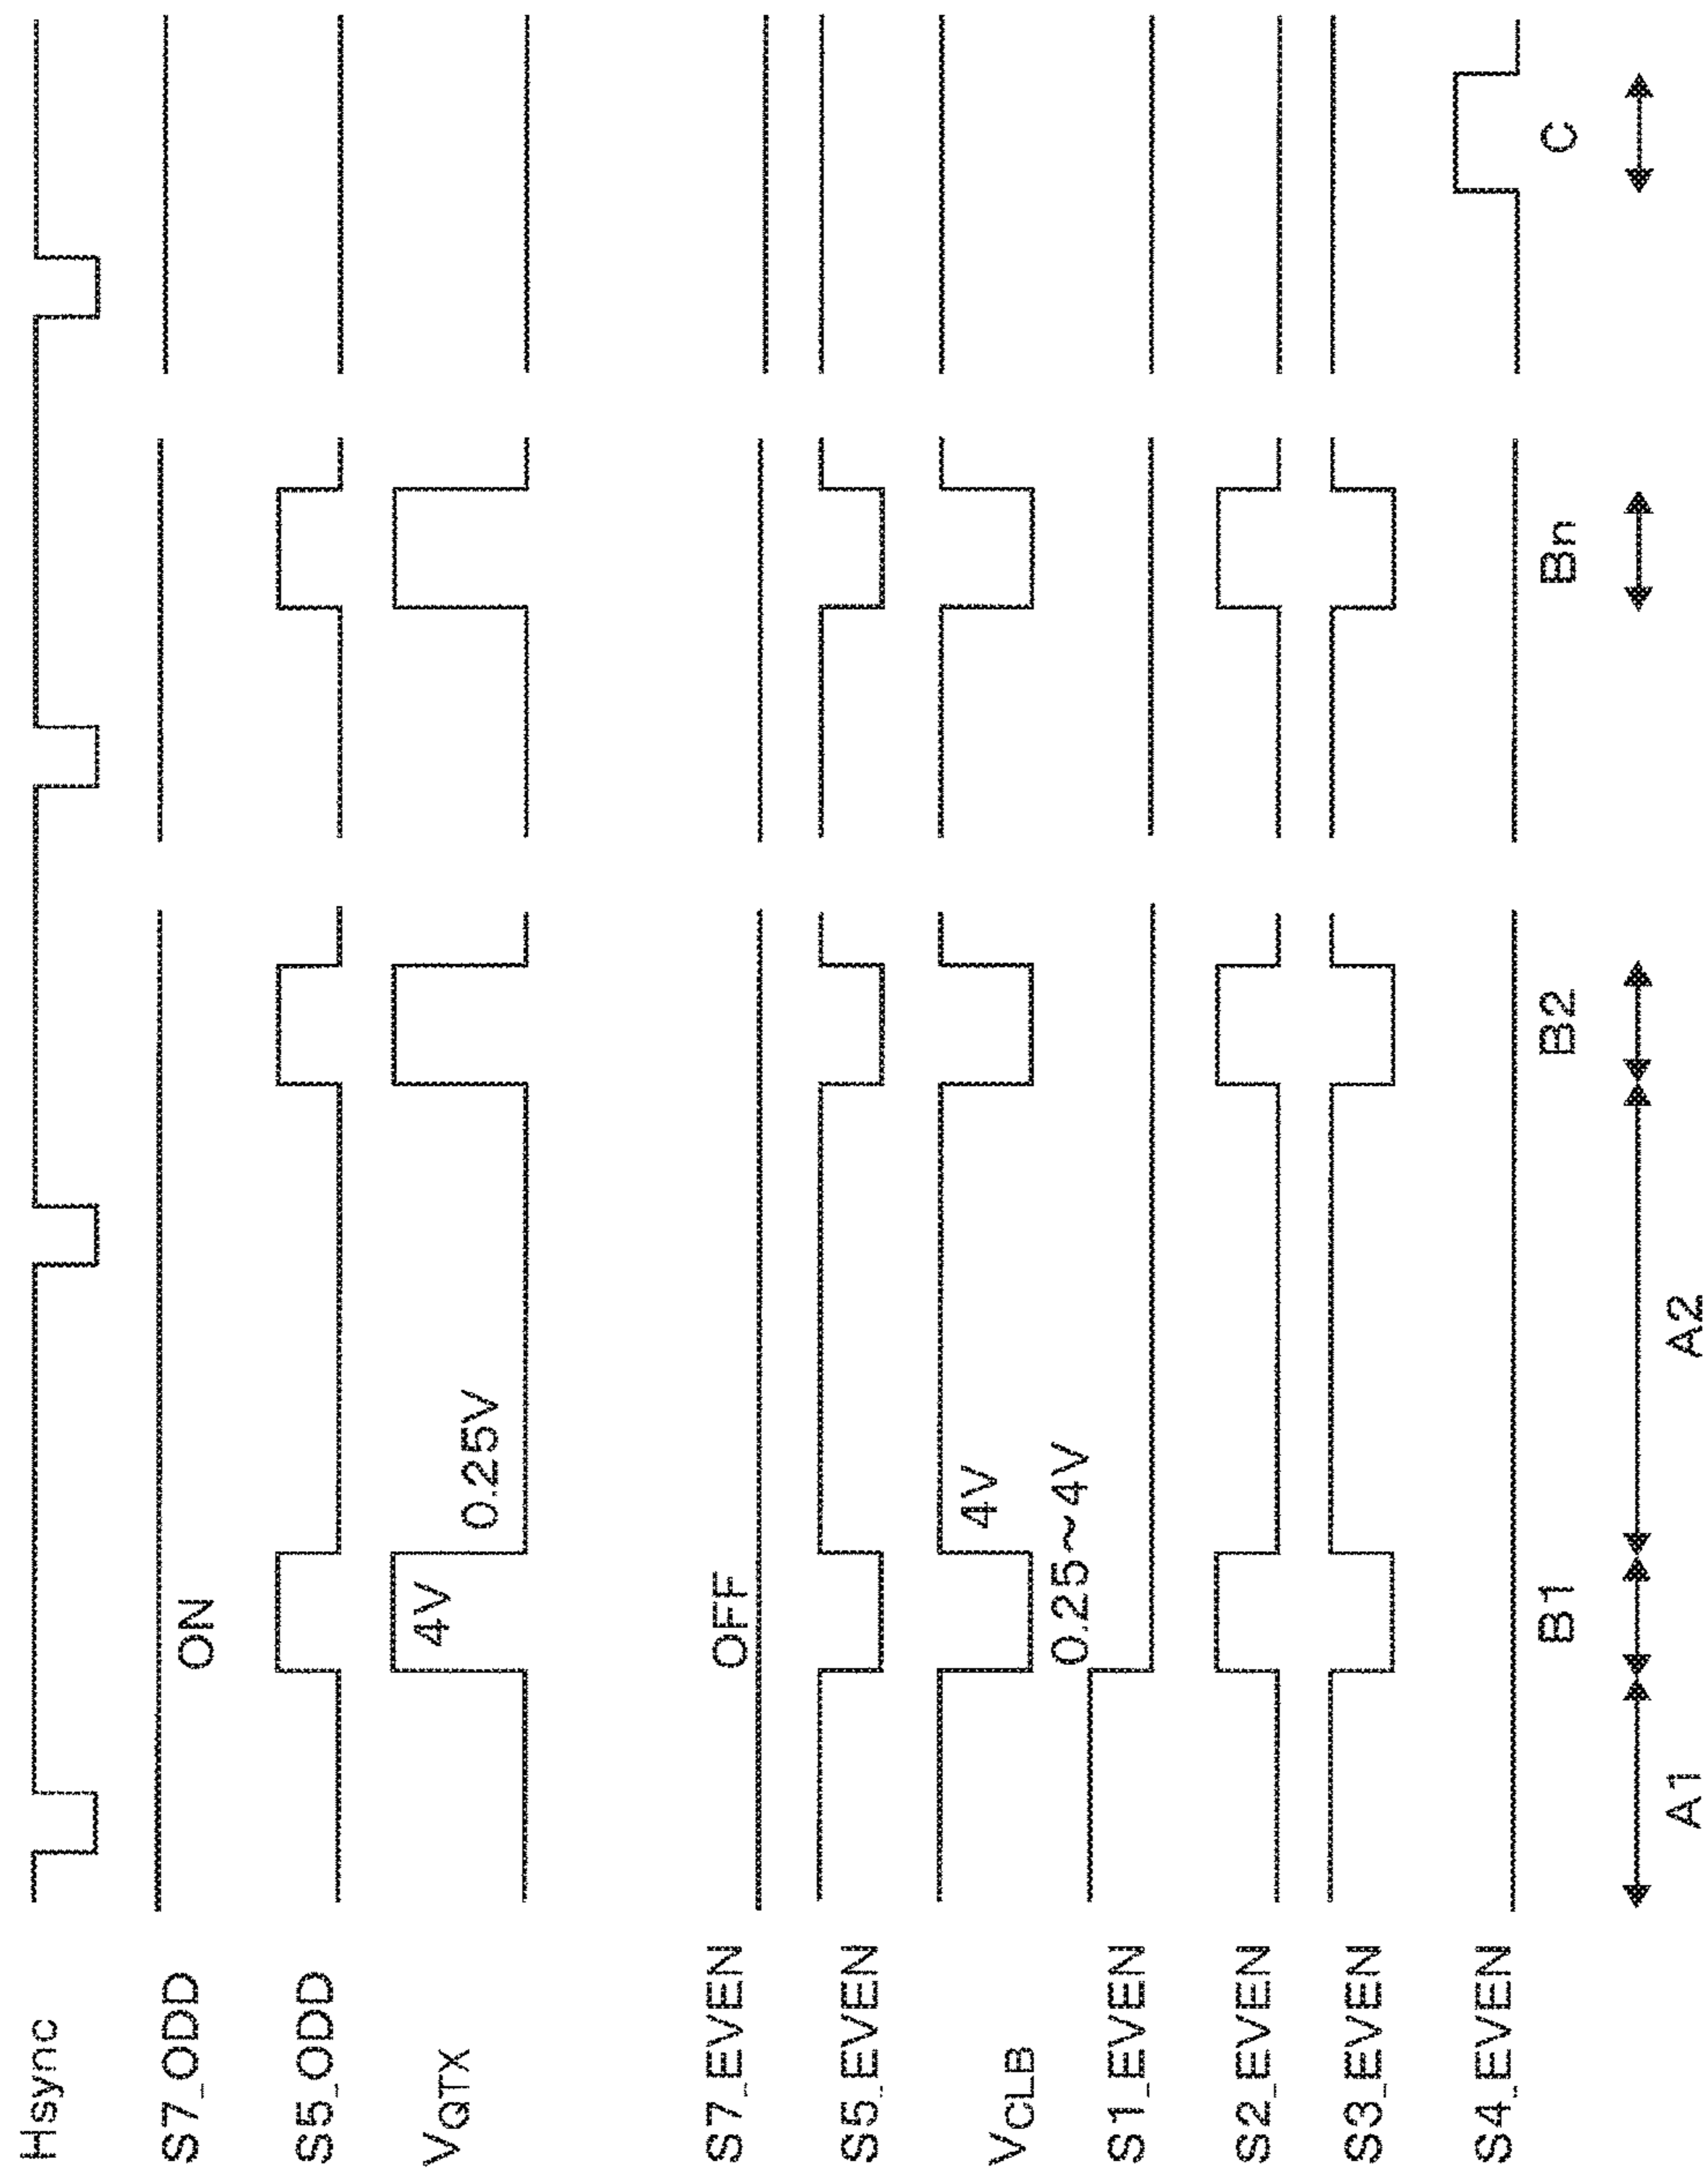 Hsync
S7_ODD
ON
S5_ODD
VQTX
4V
0.25V
S7_EVEN
OFF
S5_EVEN
VCLB
4V
0.25~4V
S1_EVEN
S2_EVEN
S3_EVEN
S4_EVEN
B1
B2
Bn
C
A1
A2